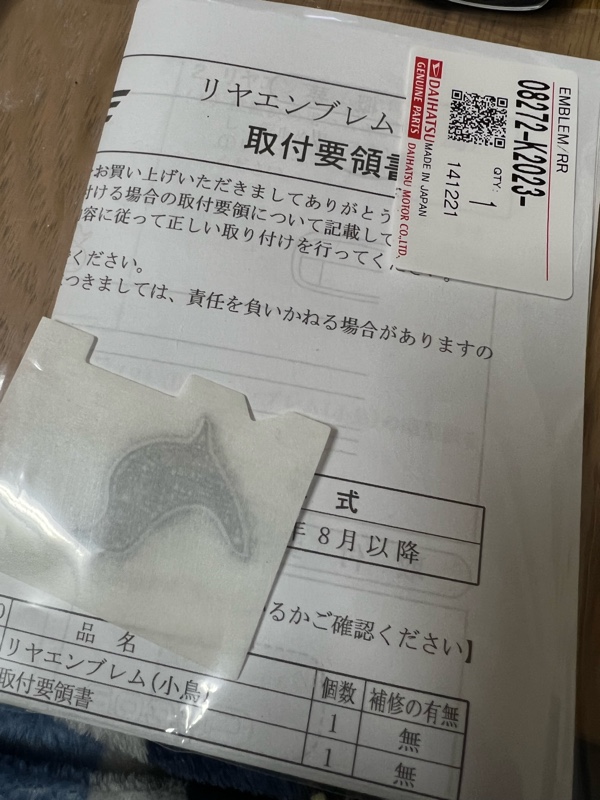 リヤエンブレム
取付要領書
お買い上げいただきましてありがとう
付ける場合の取付要領について記載して
容に従って正しい取り付けを行ってください。
ください。
つきましては、責任を負いかねる場合がありますの
EMBLEM/RR
08272-K2023-
QTY: 1
141221
MADE IN JAPAN
DAIHATSU
GENUINE PARTS
DAIHATSU MOTOR CO.,LTD.
式
年8月以降
るかご確認ください】
品名 個数 補修の有無
リヤエンブレム(小鳥) 1 無
取付要領書 1 無